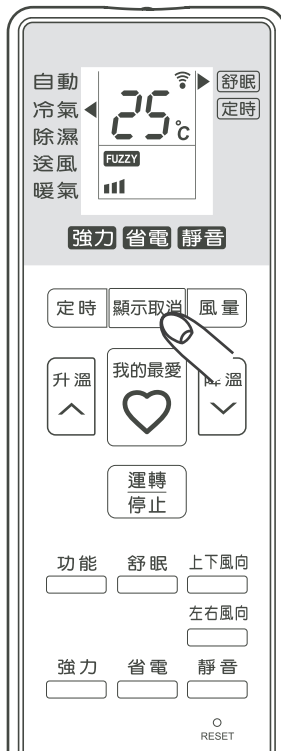 自動
冷氣
除濕
送風
暖氣
25℃
FUZZY
舒眠
定時
強力 省電 靜音
定時 顯示取消 風量
升溫 我的最愛 溫
運轉
停止
功能 舒眠 上下風向
左右風向
強力 省電 靜音
RESET